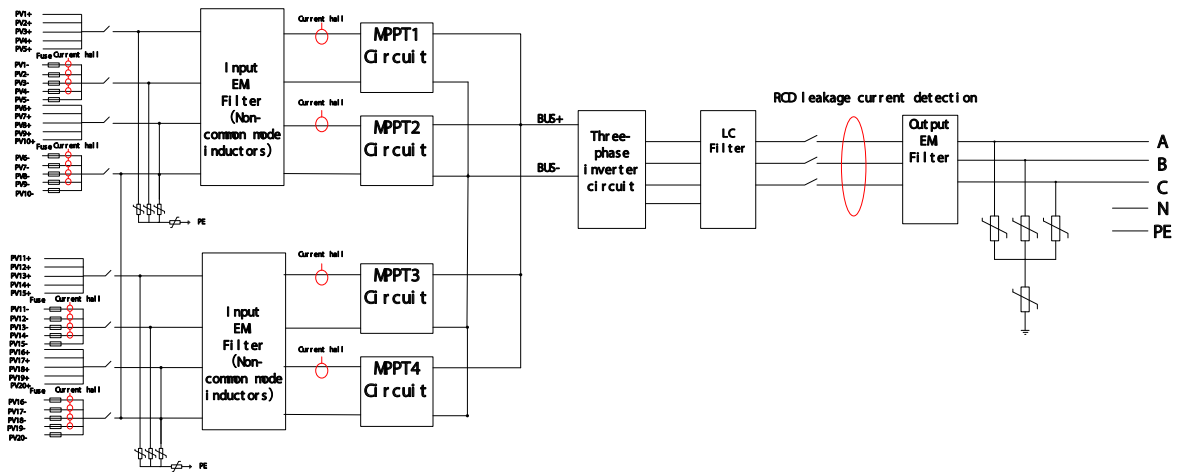 PV1+
PV2+
PV3+
PV4+
PV5+
Fuse Current hall
PV1-
PV2-
PV3-
PV4-
PV5-
PV6+
PV7+
PV8+
PV9+
PV10+
Fuse Current hall
PV6-
PV7-
PV8-
PV9-
PV10-
Input
EM
Filter
(Non-
common mode
inductors)
PE
Current hall
MPPT1
Circuit
Current hall
MPPT2
Circuit
PV11+
PV12+
PV13+
PV14+
PV15+
Fuse Current hall
PV11-
PV12-
PV13-
PV14-
PV15-
PV16+
PV17+
PV18+
PV19+
PV20+
Fuse Current hall
PV16-
PV17-
PV18-
PV19-
PV20-
Input
EM
Filter
(Non-
common mode
inductors)
PE
Current hall
MPPT3
Circuit
Current hall
MPPT4
Circuit
BUS+
BUS-
Three-
phase
inverter
circuit
LC
Filter
RCD leakage current detection
Output
EM
Filter
A
B
C
N
PE